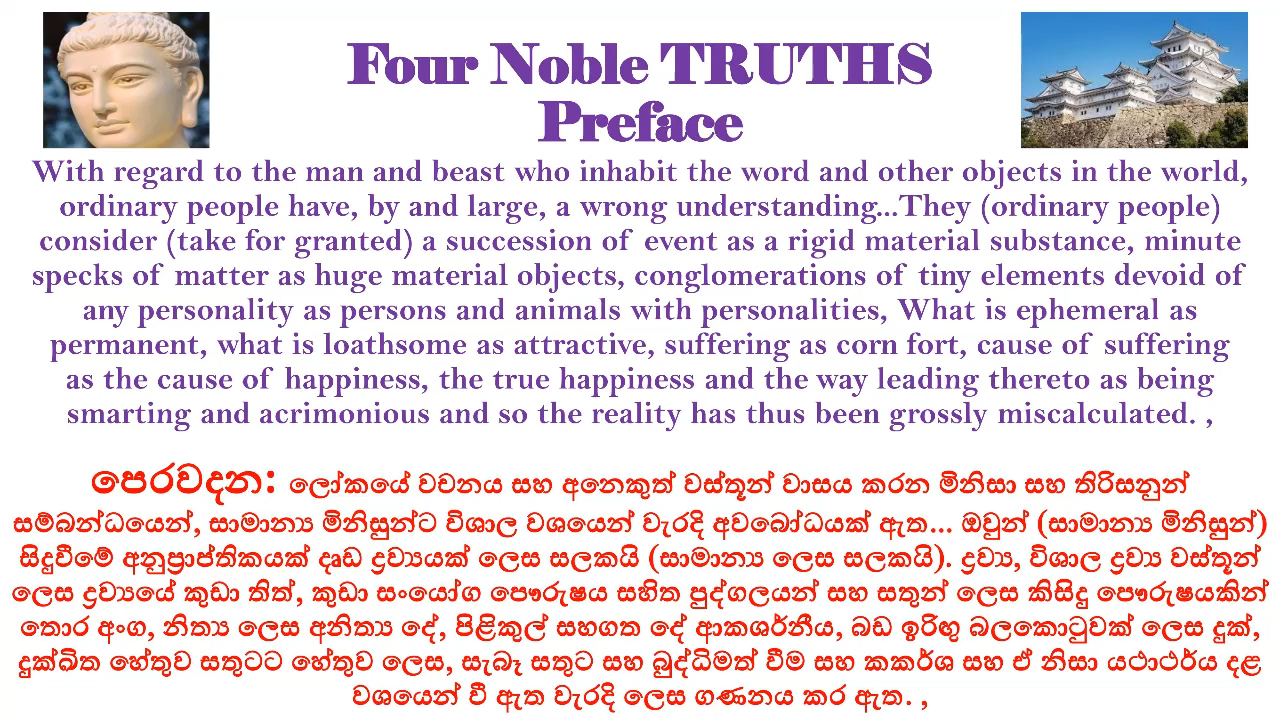 Four Noble TRUTHS
Preface
With regard to the man and beast who inhabit the word and other objects in the world,
ordinary people have, by and large, a wrong understanding...They (ordinary people)
consider (take for granted) a succession of event as a rigid material substance, minute
specks of matter as huge material objects, conglomerations of tiny elements devoid of
any personality as persons and animals with personalities, What is ephemeral as
permanent, what is loathsome as attractive, suffering as corn fort, cause of suffering
as the cause of happiness, the true happiness and the way leading thereto as being
smarting and acrimonious and so the reality has thus been grossly miscalculated. ,
පෙරවදන: ලෝකයේ වචනය සහ අනෙකුත් වස්තූන් වාසය කරන මිනිසා සහ තිරිසනුන්
සම්බන්ධයෙන්, සාමාන්‍ය මිනිසුන්ට විශාල වශයෙන් වැරදි අවබෝධයක් ඇත... ඔවුන් (සාමාන්‍ය මිනිසුන්)
සිදුවීමේ අනුප්‍රාප්තිකයක් දෘඩ ද්‍රව්‍යයක් ලෙස සලකයි (සාමාන්‍ය ලෙස සලකයි). ද්‍රව්‍ය, විශාල ද්‍රව්‍ය වස්තූන්
ලෙස ද්‍රව්‍යයේ කුඩා තිත්, කුඩා සංයෝග පෞරුෂය සහිත පුද්ගලයන් සහ සතුන් ලෙස කිසිදු පෞරුෂයකින්
තොර අංග, නිත්‍ය ලෙස අනිත්‍ය දේ, පිළිකුල් සහගත දේ ආකර්ශනීය, බඩ ඉරිඟු බලකොටුවක් ලෙස දුක්,
දුක්ඛිත හේතුව සතුටට හේතුව ලෙස, සැබෑ සතුට සහ බුද්ධිමත් වීම සහ කර්කශ සහ ඒ නිසා යථාර්ථය දළ
වශයෙන් වී ඇත වැරදි ලෙස ගණනය කර ඇත. ,